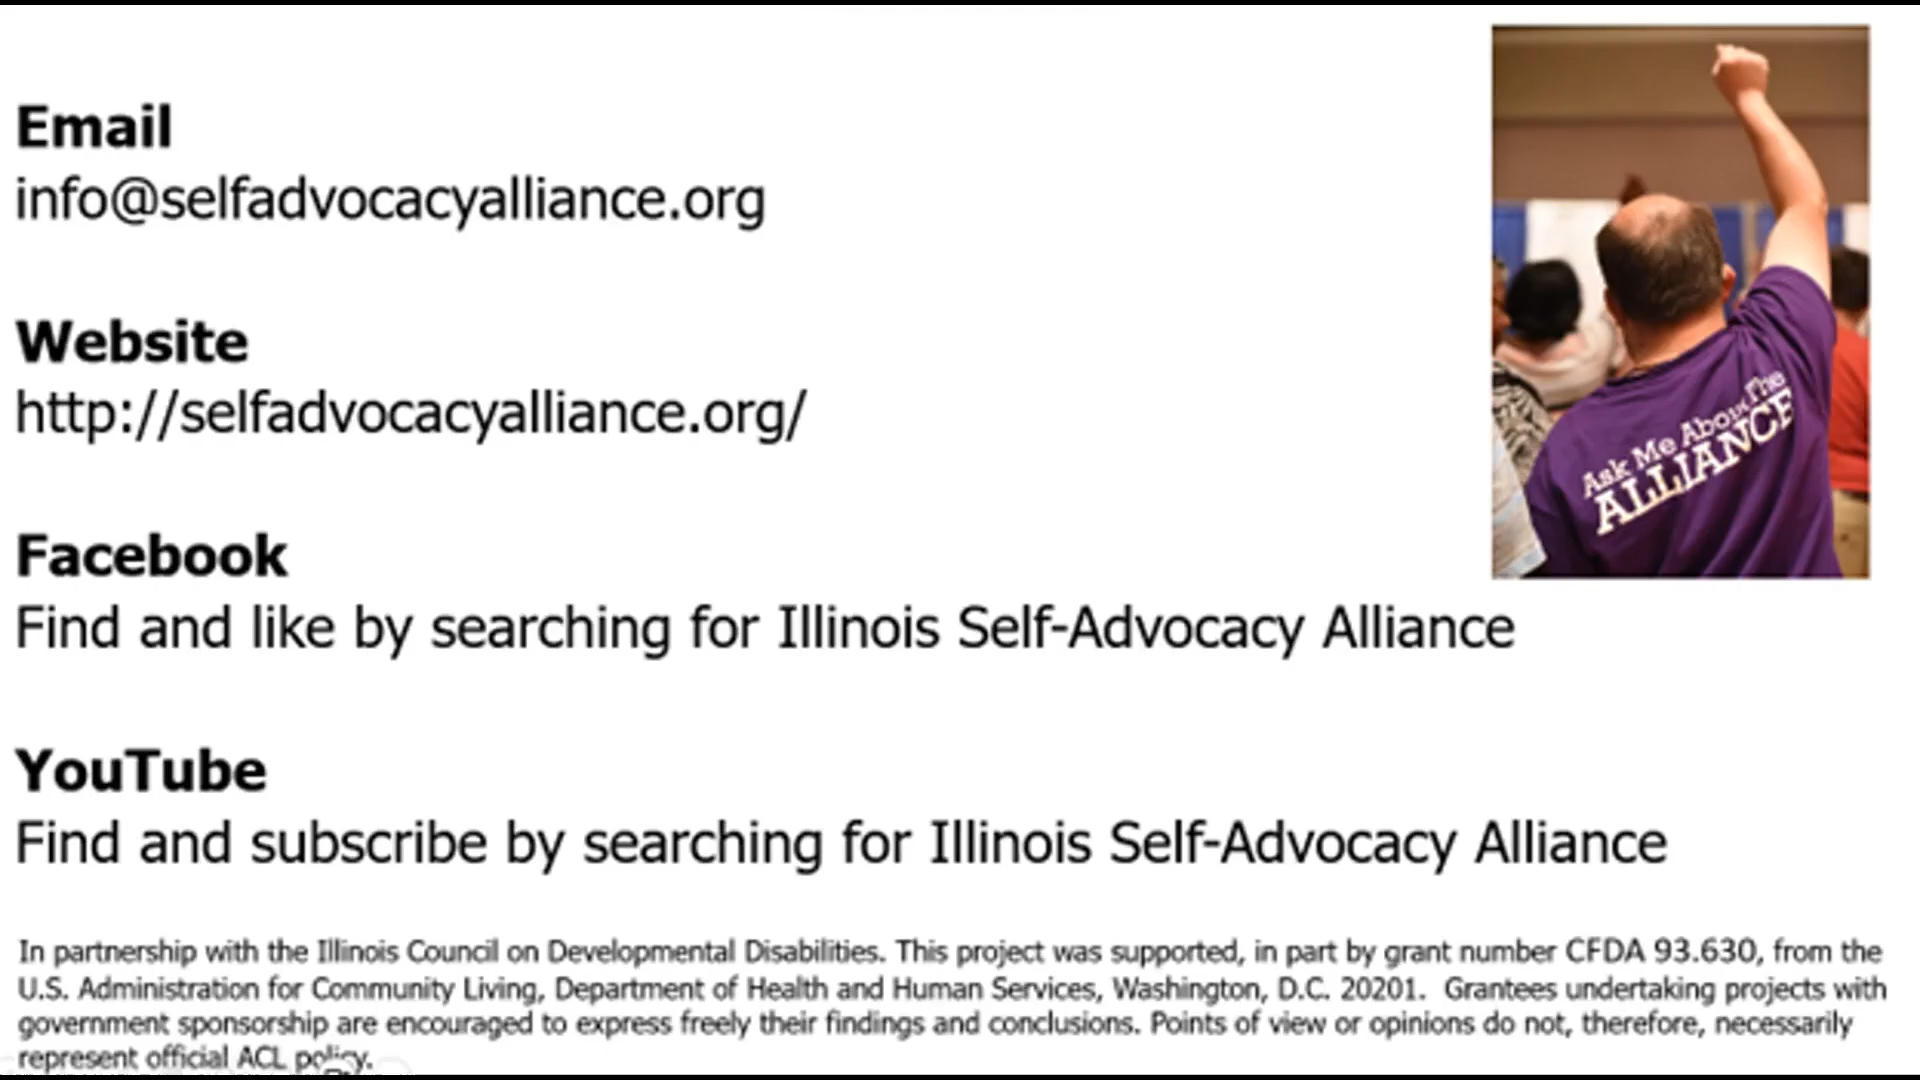 Email
info@selfadvocacyalliance.org
Website
http://selfadvocacyalliance.org/
Facebook
Find and like by searching for Illinois Self-Advocacy Alliance
YouTube
Find and subscribe by searching for Illinois Self-Advocacy Alliance
Ask Me About The
ALLIANCE
In partnership with the Illinois Council on Developmental Disabilities. This project was supported, in part by grant number CFDA 93.630, from the
U.S. Administration for Community Living, Department of Health and Human Services, Washington, D.C. 20201. Grantees undertaking projects with
government sponsorship are encouraged to express freely their findings and conclusions. Points of view or opinions do not, therefore, necessarily
represent official ACL policy.